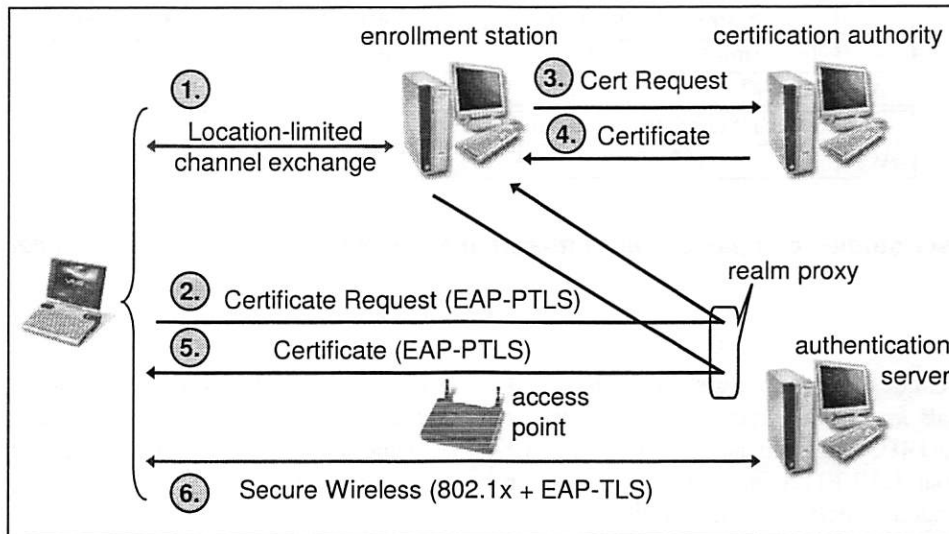 enrollment station
certification authority
1.
3. Cert Request
Location-limited
channel exchange
4. Certificate
realm proxy
2. Certificate Request (EAP-PTLS)
5. Certificate (EAP-PTLS)
authentication
server
access
point
6. Secure Wireless (802.1x + EAP-TLS)